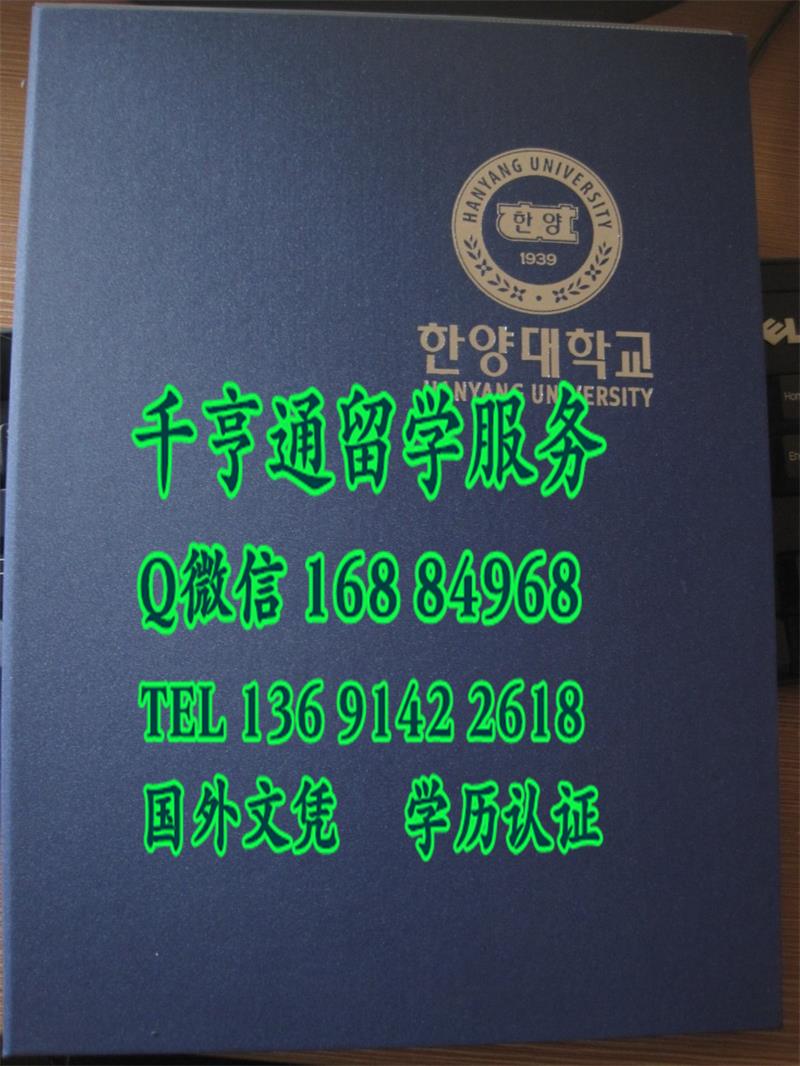 HANYANG UNIVERSITY
한양
1939
한양대학교
HANYANG UNIVERSITY
千亨通留学服务
Q微信 168 84968
TEL 136 9142 2618
国外文凭 学历认证